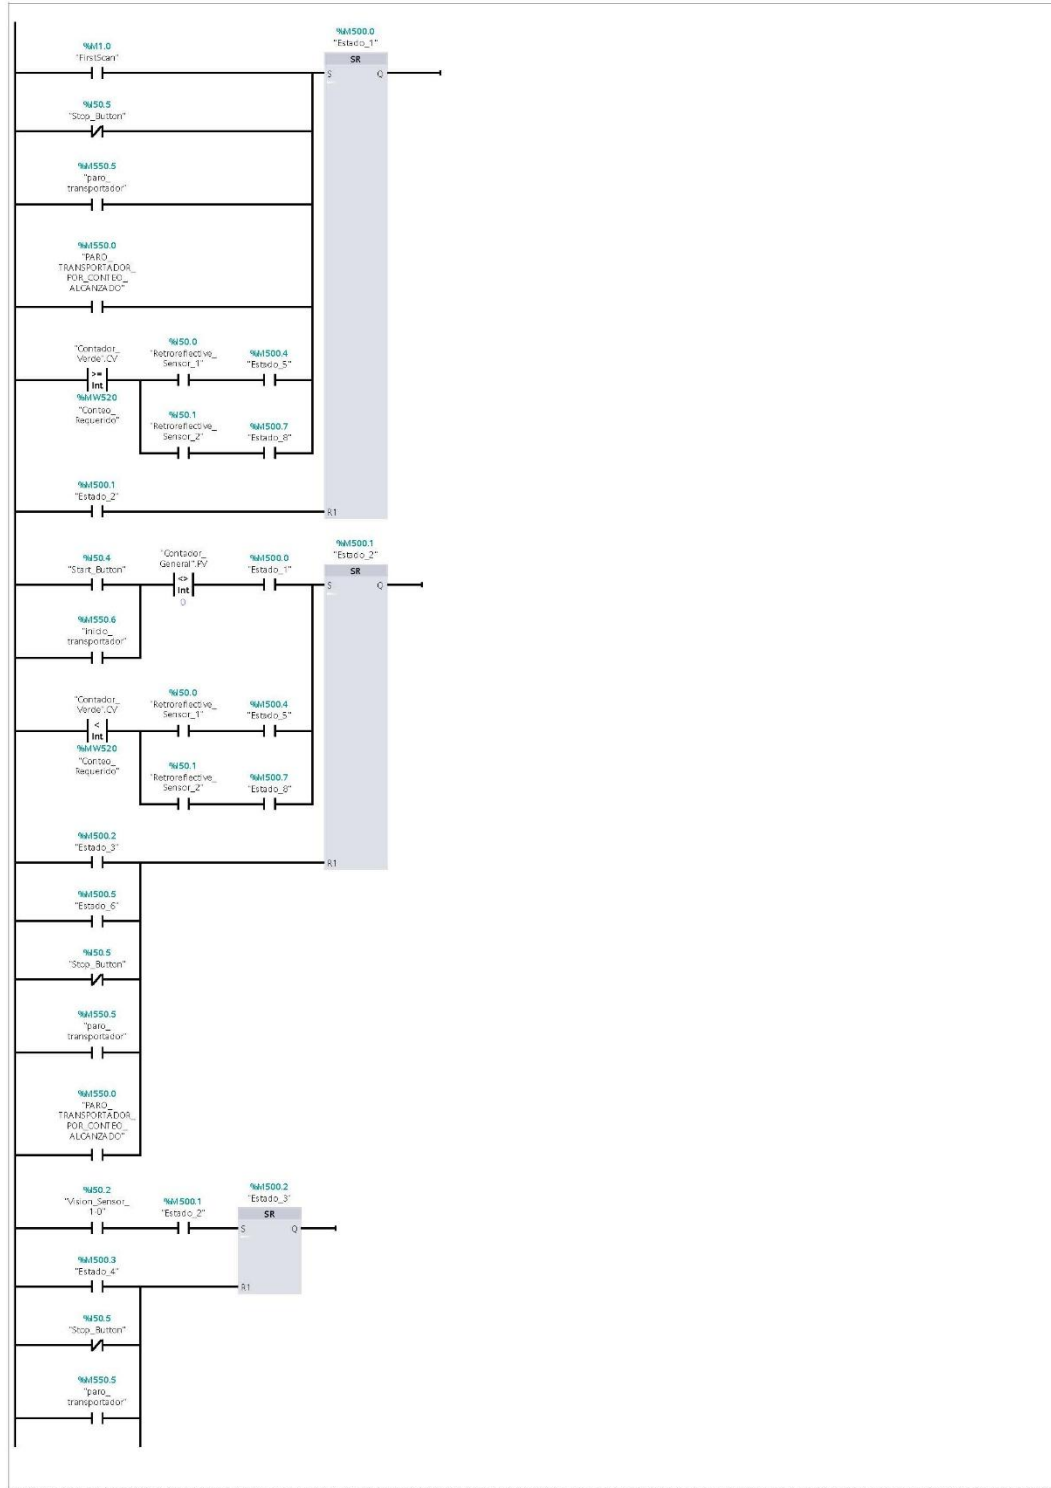 %M1.0
"FirstScan"
%M500.0
"Estado_1"
SR
S
Q
%I50.5
"Stop_Button"
%M550.5
"paro_
transportador"
%M550.0
"PARO_
TRANSPORTADOR_
POR_CONTEO_
ALCANZADO"
"Contador_
Verde".CV
>=
Int
%MW520
"Conteo_
Requerido"
%I50.0
"Retroreflective_
Sensor_1"
%M500.4
"Estado_5"
%I50.1
"Retroreflective_
Sensor_2"
%M500.7
"Estado_8"
%M500.1
"Estado_2"
R1
%I50.4
"Start_Button"
"Contador_
General".PV
<>
Int
0
%M500.0
"Estado_1"
%M500.1
"Estado_2"
SR
S
Q
%M550.6
"inicio_
transportador"
"Contador_
Verde".CV
<
Int
%MW520
"Conteo_
Requerido"
%I50.0
"Retroreflective_
Sensor_1"
%M500.4
"Estado_5"
%I50.1
"Retroreflective_
Sensor_2"
%M500.7
"Estado_8"
%M500.2
"Estado_3"
R1
%M500.5
"Estado_6"
%I50.5
"Stop_Button"
%M550.5
"paro_
transportador"
%M550.0
"PARO_
TRANSPORTADOR_
POR_CONTEO_
ALCANZADO"
%I50.2
"Vision_Sensor_
1-0"
%M500.1
"Estado_2"
%M500.2
"Estado_3"
SR
S
Q
%M500.3
"Estado_4"
R1
%I50.5
"Stop_Button"
%M550.5
"paro_
transportador"